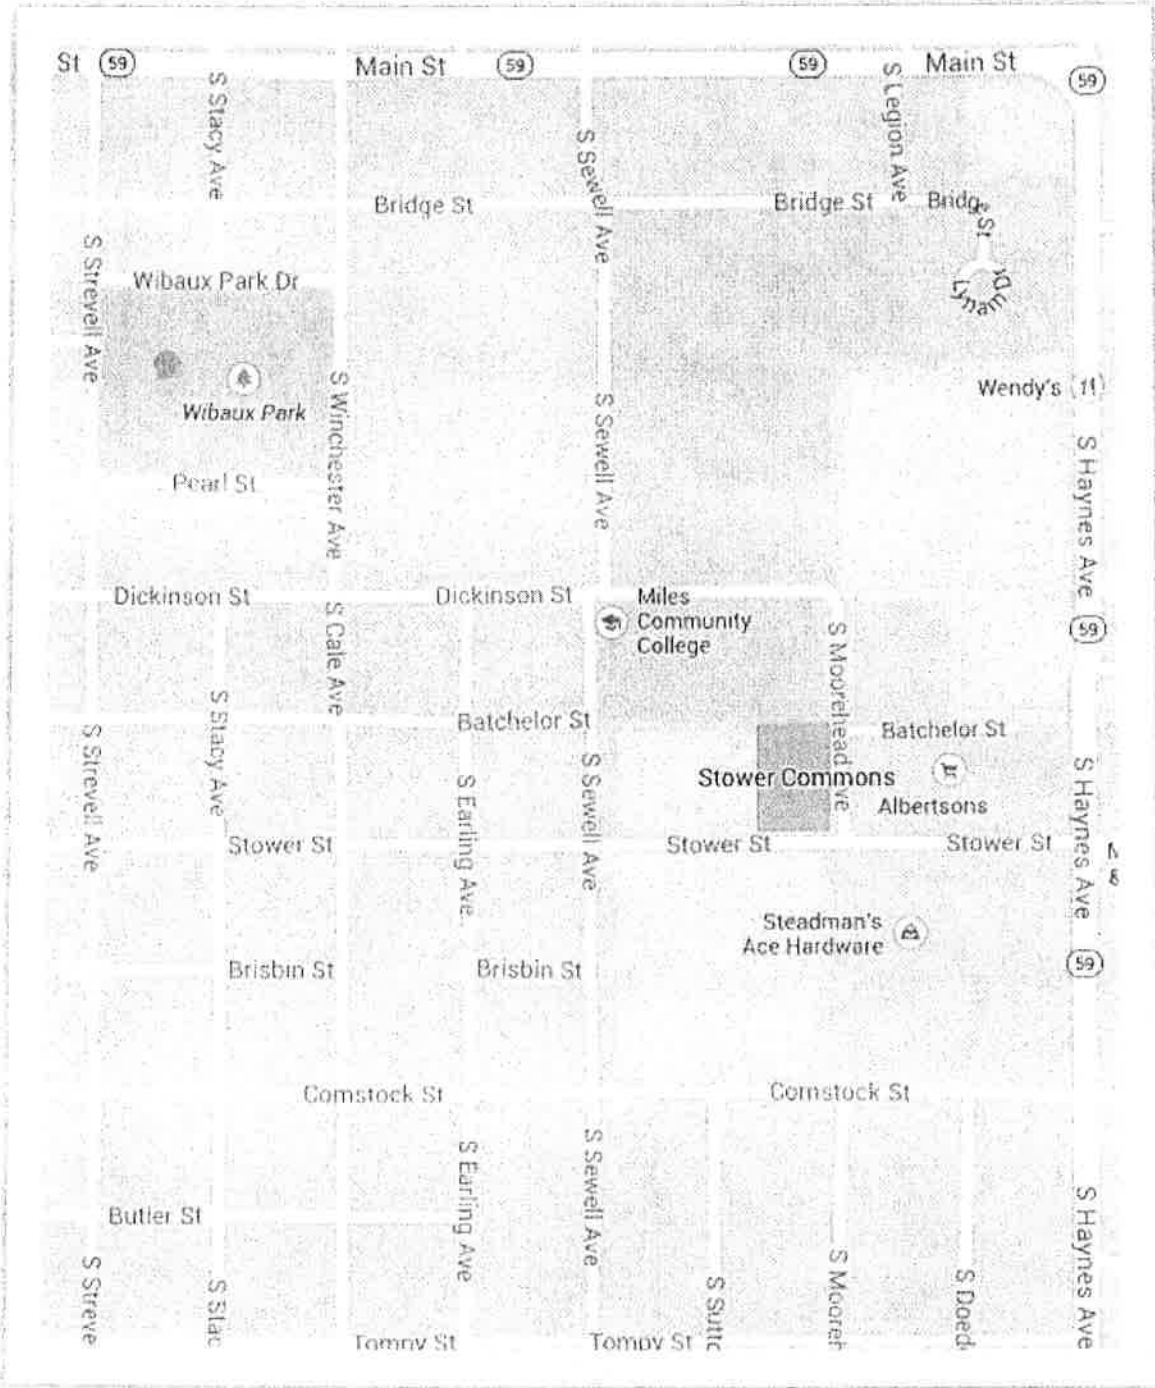 St 59 Main St 59 59 Main St 59
S Stacy Ave
S Legion Ave
S Sewell Ave
Bridge St Bridge St Bridge St
S Strevell Ave
Wibaux Park Dr
Lynam Dr
Wibaux Park
S Winchester Ave
S Sewell Ave
Wendy's
S Haynes Ave
Pearl St
Dickinson St Dickinson St
Miles
Community
College
59
S Cale Ave
S Moorehead Ave
S Stacy Ave
S Strevell Ave
Batchelor St Batchelor St
S Earling Ave
S Sewell Ave
Stower Commons
Albertsons
S Haynes Ave
Stower St Stower St Stower St
Steadman's
Ace Hardware
59
Brisbin St Brisbin St
Comstock St Comstock St
S Earling Ave
S Sewell Ave
S Haynes Ave
Butler St
S Streve
S Stac
S Sutto
S Mooreh
S Doed
Tompy St Tompy St